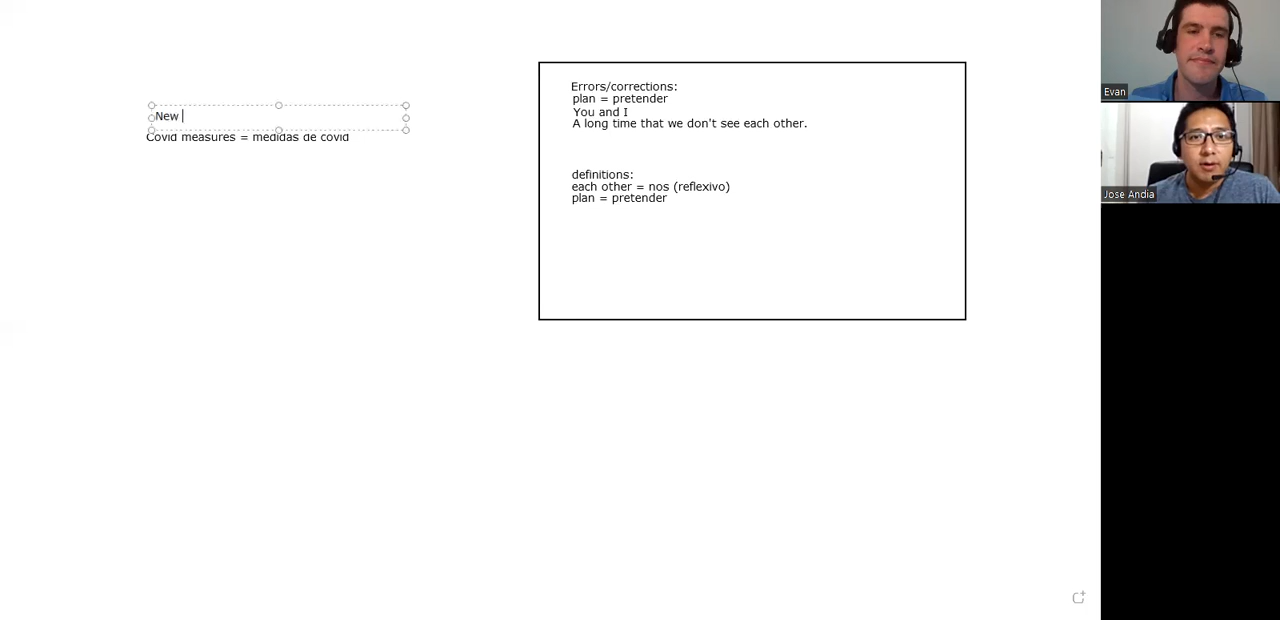 New
Covid measures = medidas de covid
Errors/corrections:
plan = pretender
You and I
A long time that we don't see each other.
definitions:
each other = nos (reflexivo)
plan = pretender
Evan
Jose Andia